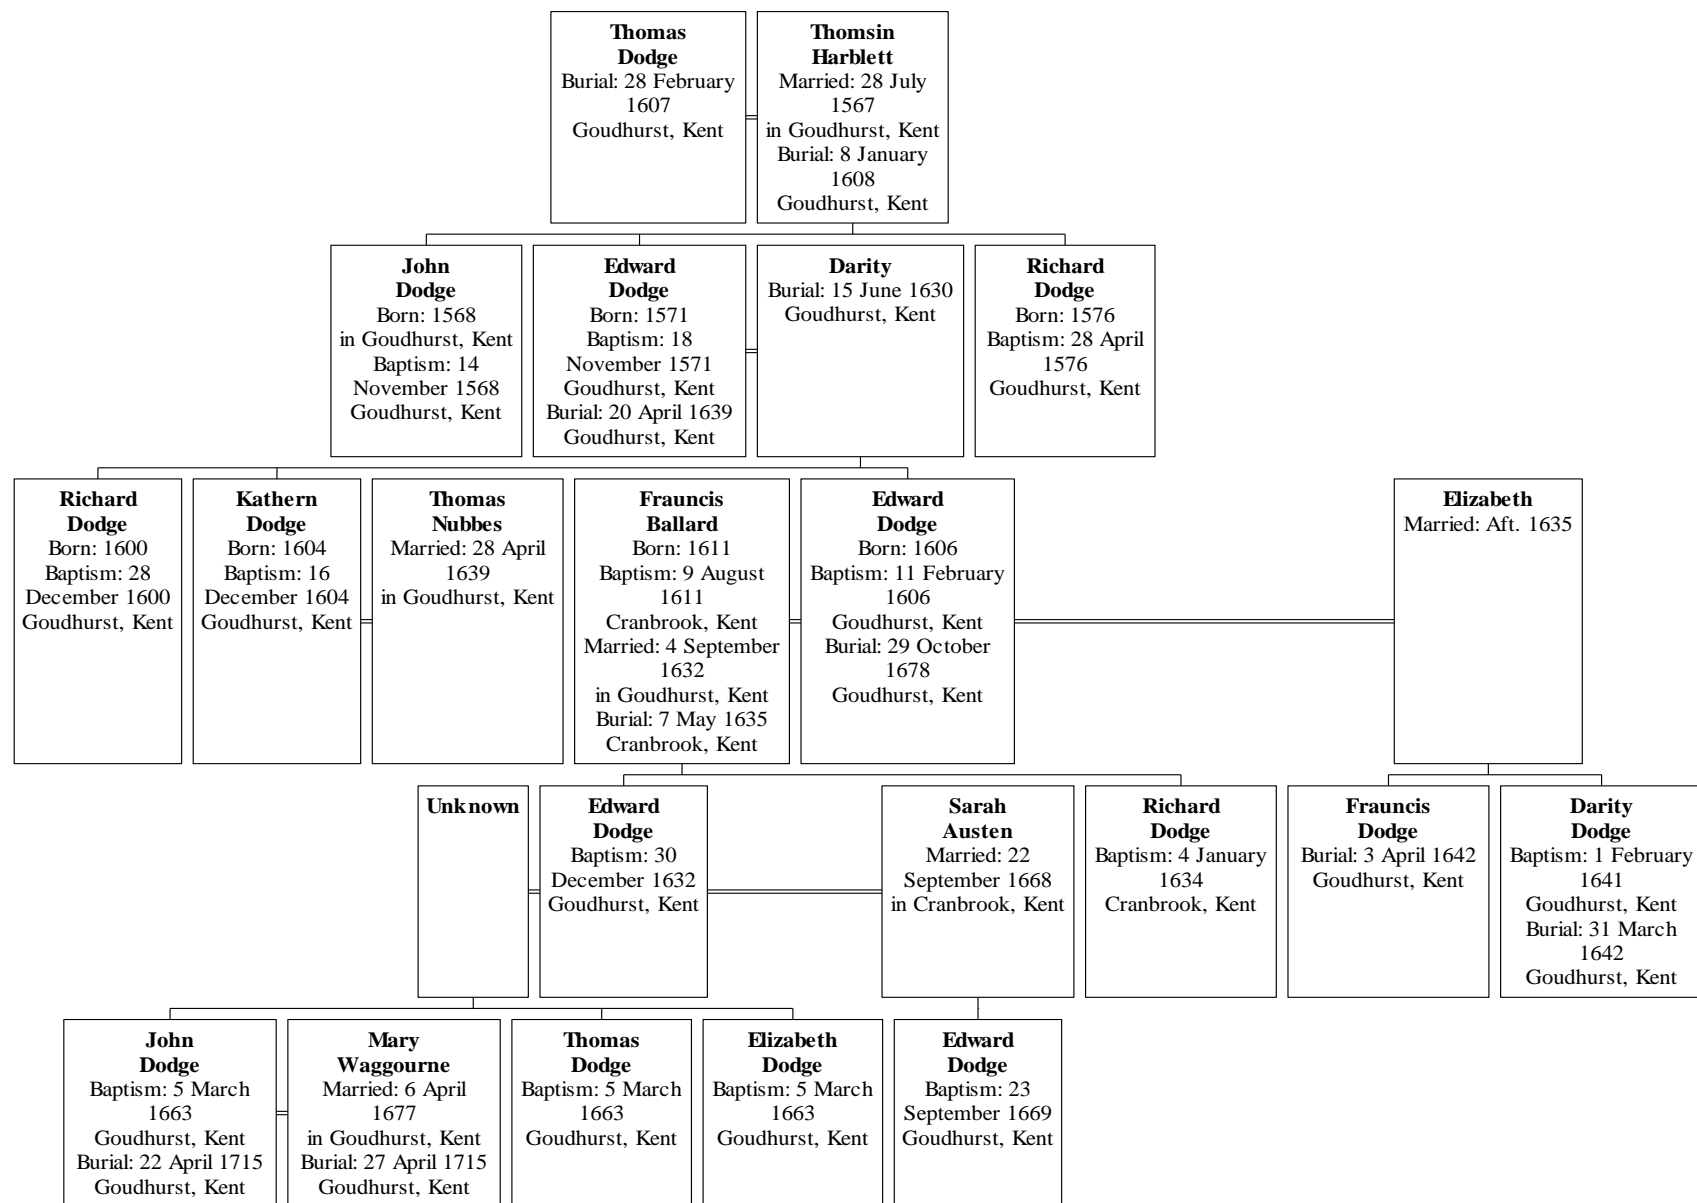 Thomas
Dodge
Burial: 28 February
1607
Goudhurst, Kent
Thomsin
Harblett
Married: 28 July
1567
in Goudhurst, Kent
Burial: 8 January
1608
Goudhurst, Kent
John
Dodge
Born: 1568
in Goudhurst, Kent
Baptism: 14
November 1568
Goudhurst, Kent
Edward
Dodge
Born: 1571
Baptism: 18
November 1571
Goudhurst, Kent
Burial: 20 April 1639
Goudhurst, Kent
Darity
Burial: 15 June 1630
Goudhurst, Kent
Richard
Dodge
Born: 1576
Baptism: 28 April
1576
Goudhurst, Kent
Richard
Dodge
Born: 1600
Baptism: 28
December 1600
Goudhurst, Kent
Kathern
Dodge
Born: 1604
Baptism: 16
December 1604
Goudhurst, Kent
Thomas
Nubbes
Married: 28 April
1639
in Goudhurst, Kent
Frauncis
Ballard
Born: 1611
Baptism: 9 August
1611
Cranbrook, Kent
Married: 4 September
1632
in Goudhurst, Kent
Burial: 7 May 1635
Cranbrook, Kent
Edward
Dodge
Born: 1606
Baptism: 11 February
1606
Goudhurst, Kent
Burial: 29 October
1678
Goudhurst, Kent
Elizabeth
Married: Aft. 1635
Unknown
Edward
Dodge
Baptism: 30
December 1632
Goudhurst, Kent
Sarah
Austen
Married: 22
September 1668
in Cranbrook, Kent
Richard
Dodge
Baptism: 4 January
1634
Cranbrook, Kent
Frauncis
Dodge
Burial: 3 April 1642
Goudhurst, Kent
Darity
Dodge
Baptism: 1 February
1641
Goudhurst, Kent
Burial: 31 March
1642
Goudhurst, Kent
John
Dodge
Baptism: 5 March
1663
Goudhurst, Kent
Burial: 22 April 1715
Goudhurst, Kent
Mary
Waggourne
Married: 6 April
1677
in Goudhurst, Kent
Burial: 27 April 1715
Goudhurst, Kent
Thomas
Dodge
Baptism: 5 March
1663
Goudhurst, Kent
Elizabeth
Dodge
Baptism: 5 March
1663
Goudhurst, Kent
Edward
Dodge
Baptism: 23
September 1669
Goudhurst, Kent